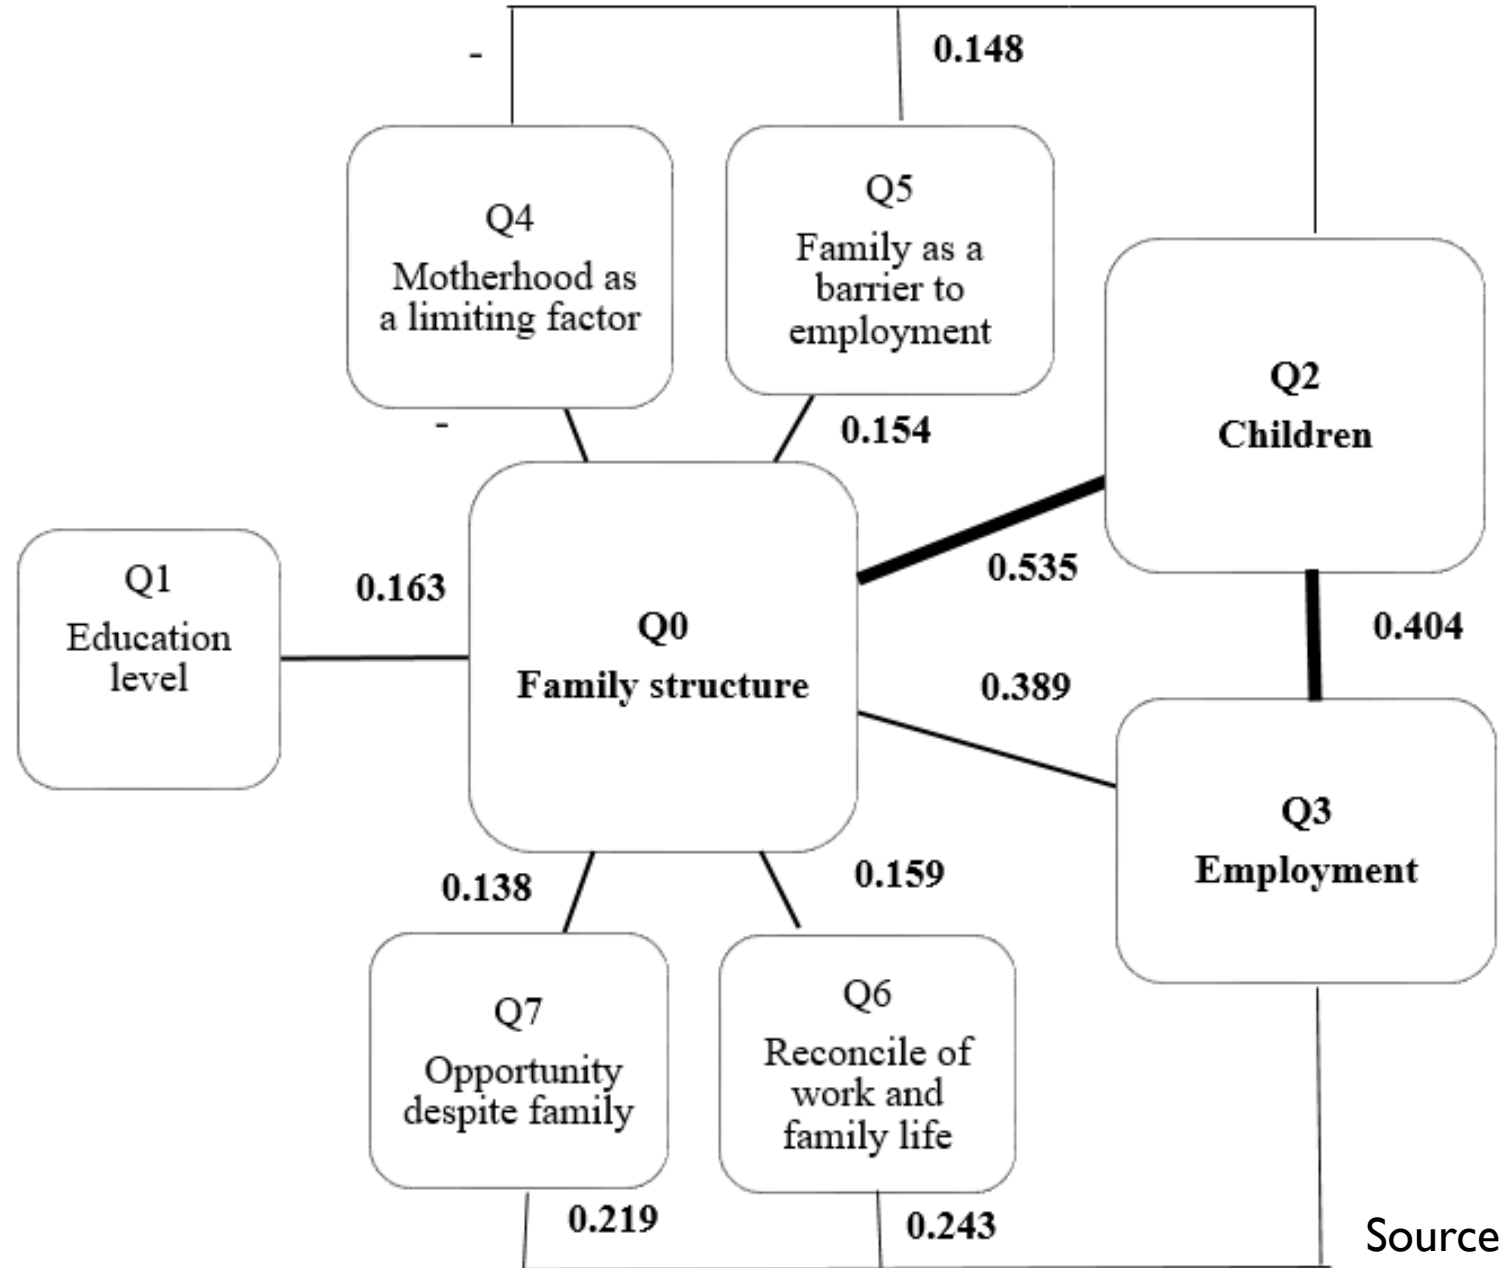 -
0.148
Q4
Motherhood as
a limiting factor
Q5
Family as a
barrier to
employment
Q2
Children
-
0.154
0.535
0.404
Q1
Education
level
0.163
Q0
Family structure
0.389
Q3
Employment
0.138
0.159
Q7
Opportunity
despite family
Q6
Reconcile of
work and
family life
0.219
0.243
Source